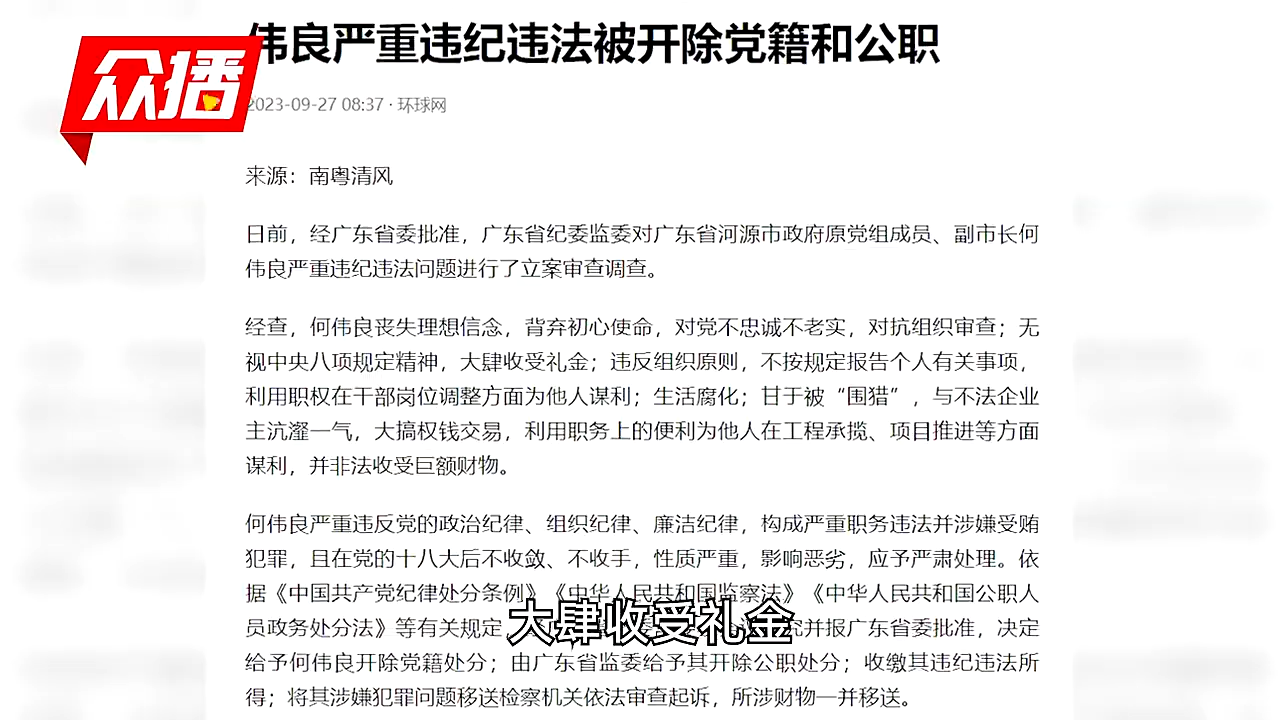 伟良严重违纪违法被开除党籍和公职
众播
2023-09-27 08:37 · 环球网
来源：南粤清风
日前，经广东省委批准，广东省纪委监委对广东省河源市政府原党组成员、副市长何
伟良严重违纪违法问题进行了立案审查调查。
经查，何伟良丧失理想信念，背弃初心使命，对党不忠诚不老实，对抗组织审查；无
视中央八项规定精神，大肆收受礼金；违反组织原则，不按规定报告个人有关事项，
利用职权在干部岗位调整方面为他人谋利；生活腐化；甘于被“围猎”，与不法企业
主沆瀣一气，大搞权钱交易，利用职务上的便利为他人在工程承揽、项目推进等方面
谋利，并非法收受巨额财物。
何伟良严重违反党的政治纪律、组织纪律、廉洁纪律，构成严重职务违法并涉嫌受贿
犯罪，且在党的十八大后不收敛、不收手，性质严重，影响恶劣，应予严肃处理。依
据《中国共产党纪律处分条例》《中华人民共和国监察法》《中华人民共和国公职人
员政务处分法》等有关规定 究并报广东省委批准，决定
大肆收受礼金
给予何伟良开除党籍处分；由广东省监委给予其开除公职处分；收缴其违纪违法所
得；将其涉嫌犯罪问题移送检察机关依法审查起诉，所涉财物一并移送。